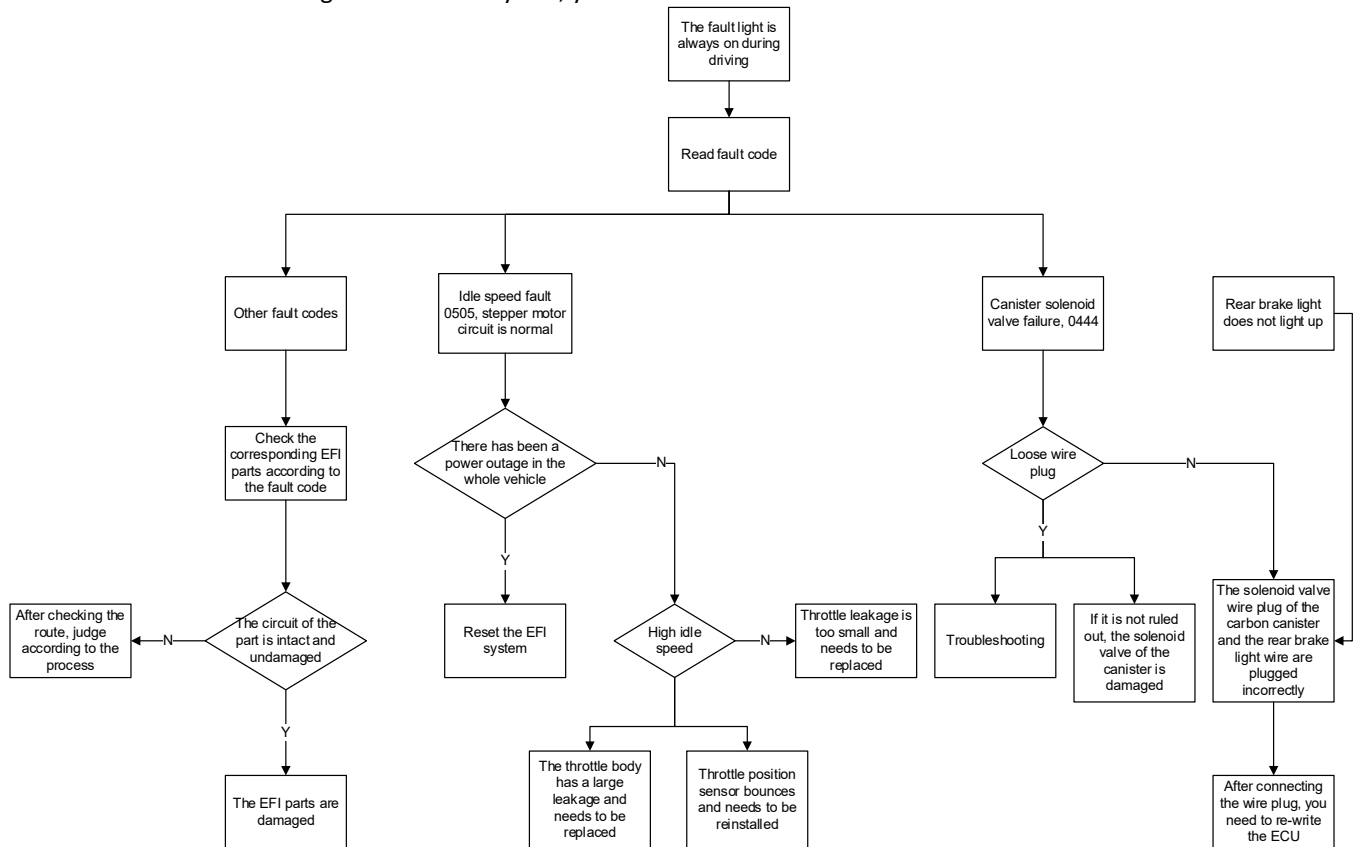 The fault light is
always on during
driving
Read fault code
Other fault codes
Idle speed fault
0505, stepper motor
circuit is normal
Canister solenoid
valve failure, 0444
Rear brake light
does not light up
Check the
corresponding EFI
parts according to
the fault code
There has been a
power outage in the
whole vehicle
N
Loose wire
plug
N
Y
Y
After checking the
route, judge
according to the
process
N
The circuit of the
part is intact and
undamaged
Reset the EFI
system
High idle
speed
N
Throttle leakage is
too small and
needs to be
replaced
Troubleshooting
If it is not ruled
out, the solenoid
valve of the
canister is
damaged
The solenoid valve
wire plug of the
carbon canister
and the rear brake
light wire are
plugged
incorrectly
Y
The EFI parts are
damaged
The throttle body
has a large
leakage and
needs to be
replaced
Throttle position
sensor bounces
and needs to be
reinstalled
After connecting
the wire plug, you
need to re-write
the ECU